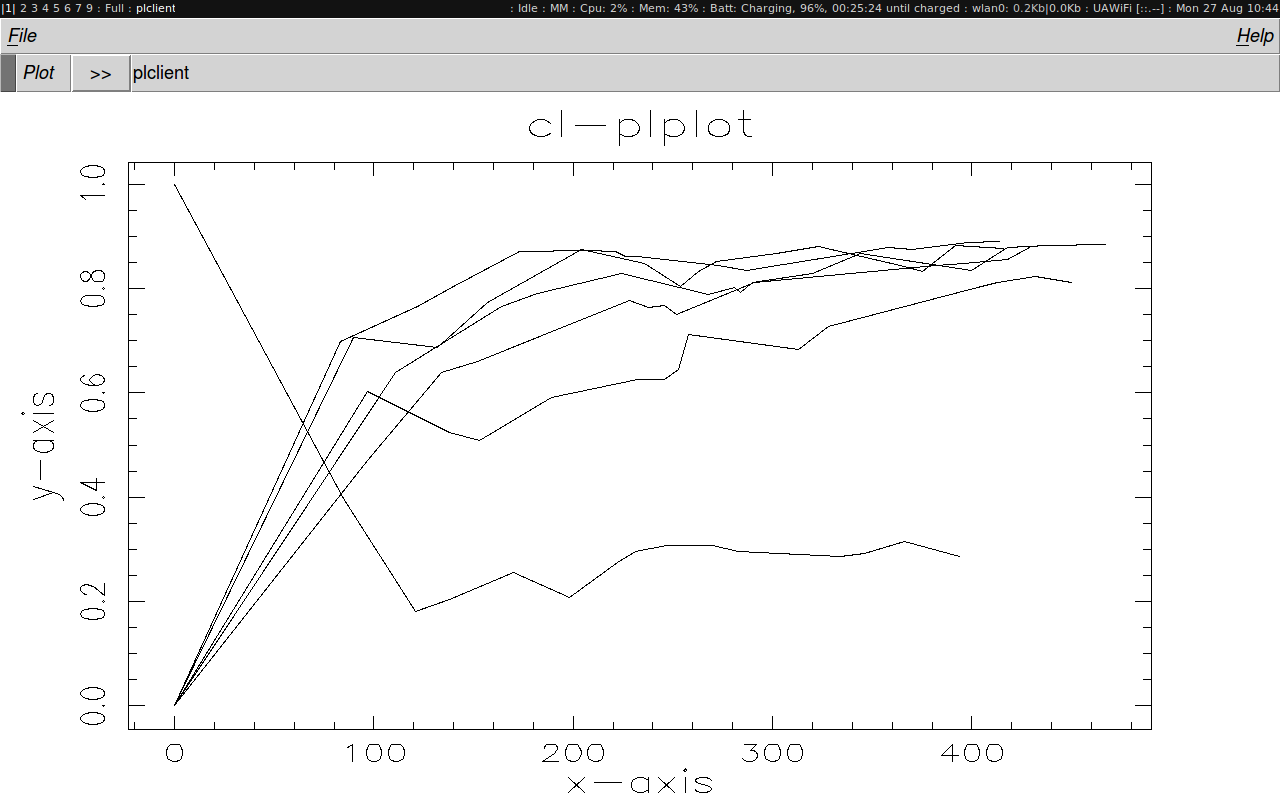 |1| 2 3 4 5 6 7 9 : Full : plclient : Idle : MM : Cpu: 2% : Mem: 43% : Batt: Charging, 96%, 00:25:24 until charged : wlan0: 0.2Kb|0.0Kb : UAWiFi [::.--] : Mon 27 Aug 10:44
File Help
Plot >> plclient
cl-plplot
1.0
0.8
0.6
0.4
0.2
0.0
y-axis
0 100 200 300 400
x-axis